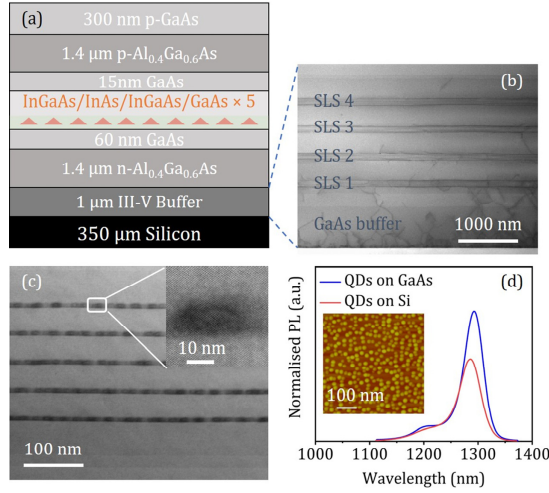 (a)
300 nm p-GaAs
1.4 μm p-Al0.4Ga0.6As
15nm GaAs
InGaAs/InAs/InGaAs/GaAs × 5
60 nm GaAs
1.4 μm n-Al0.4Ga0.6As
1 μm III-V Buffer
350 μm Silicon
(b)
SLS 4
SLS 3
SLS 2
SLS 1
GaAs buffer
1000 nm
(c)
10 nm
100 nm
(d)
QDs on GaAs
QDs on Si
100 nm
Normalised PL (a.u.)
1000 1100 1200 1300 1400
Wavelength (nm)